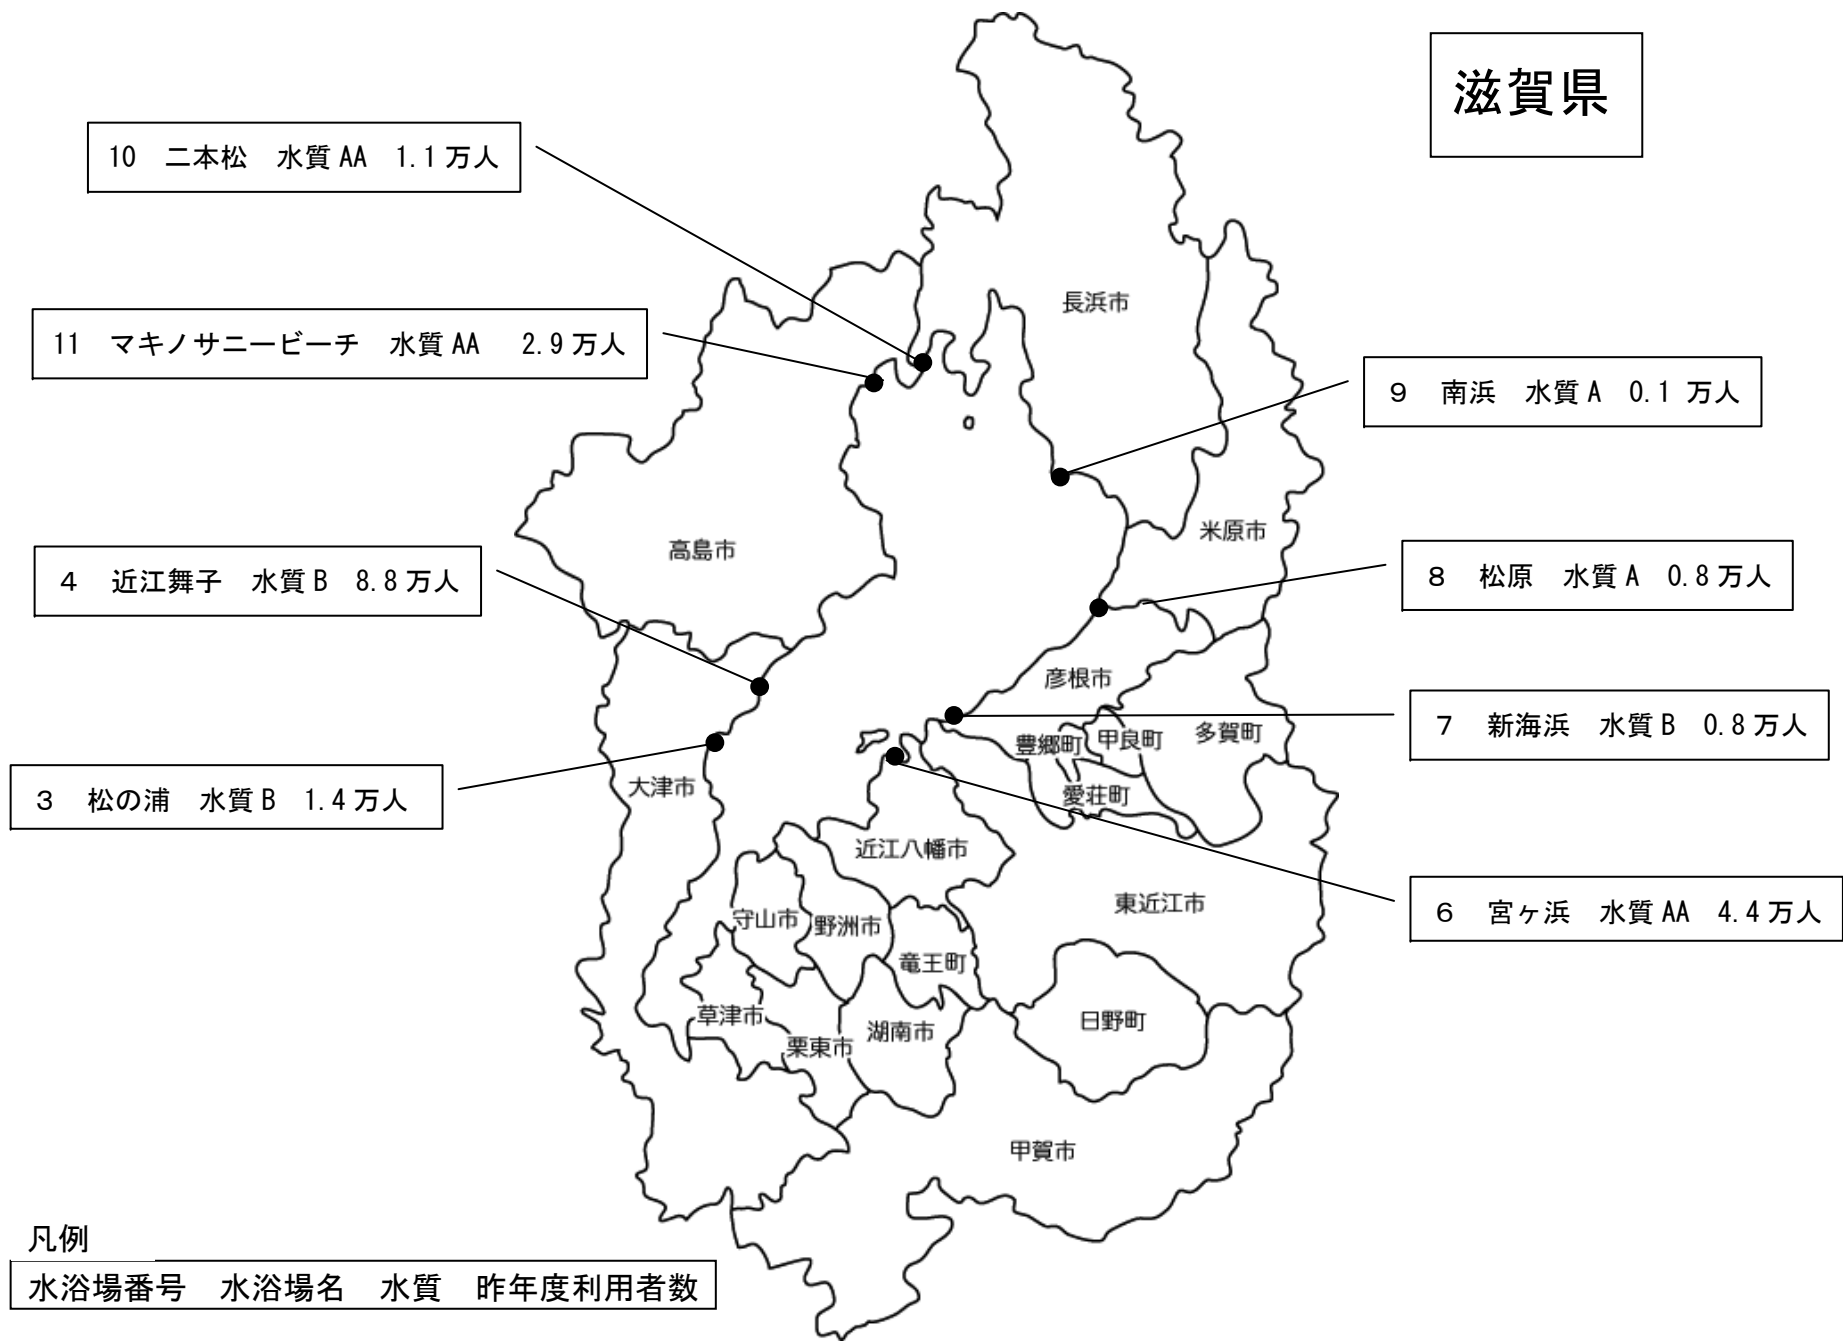 滋賀県
10　二本松　水質 AA　1.1 万人
11　マキノサニービーチ　水質 AA　2.9 万人
長浜市
9　南浜　水質 A　0.1 万人
米原市
高島市
4　近江舞子　水質 B　8.8 万人
8　松原　水質 A　0.8 万人
彦根市
7　新海浜　水質 B　0.8 万人
多賀町
甲良町
豊郷町
大津市
3　松の浦　水質 B　1.4 万人
愛荘町
近江八幡市
東近江市
6　宮ヶ浜　水質 AA　4.4 万人
守山市
野洲市
竜王町
草津市
栗東市
湖南市
日野町
甲賀市
凡例
水浴場番号　水浴場名　水質　昨年度利用者数